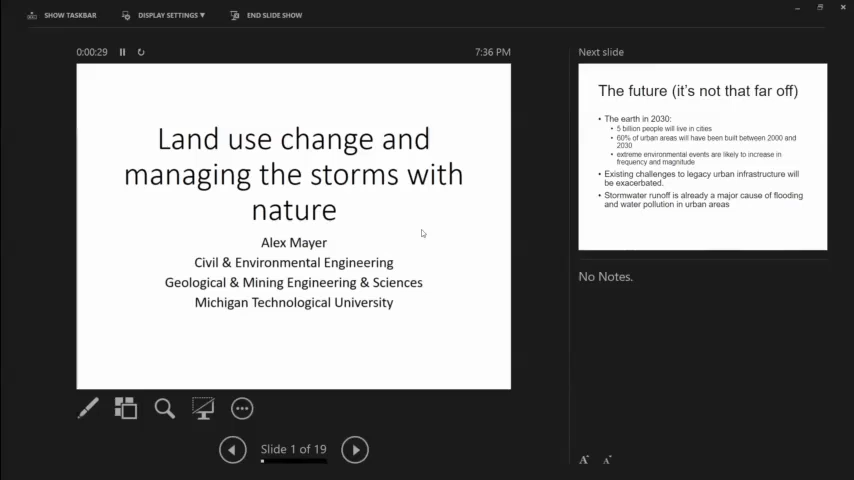 SHOW TASKBAR
DISPLAY SETTINGS ▼
END SLIDE SHOW
0:00:29
7:36 PM
Land use change and
managing the storms with
nature
Alex Mayer
Civil & Environmental Engineering
Geological & Mining Engineering & Sciences
Michigan Technological University
Slide 1 of 19
Next slide
The future (it's not that far off)
• The earth in 2030:
• 5 billion people will live in cities
• 60% of urban areas will have been built between 2000 and
2030
• extreme environmental events are likely to increase in
frequency and magnitude
• Existing challenges to legacy urban infrastructure will
be exacerbated.
• Stormwater runoff is already a major cause of flooding
and water pollution in urban areas
No Notes.
A A